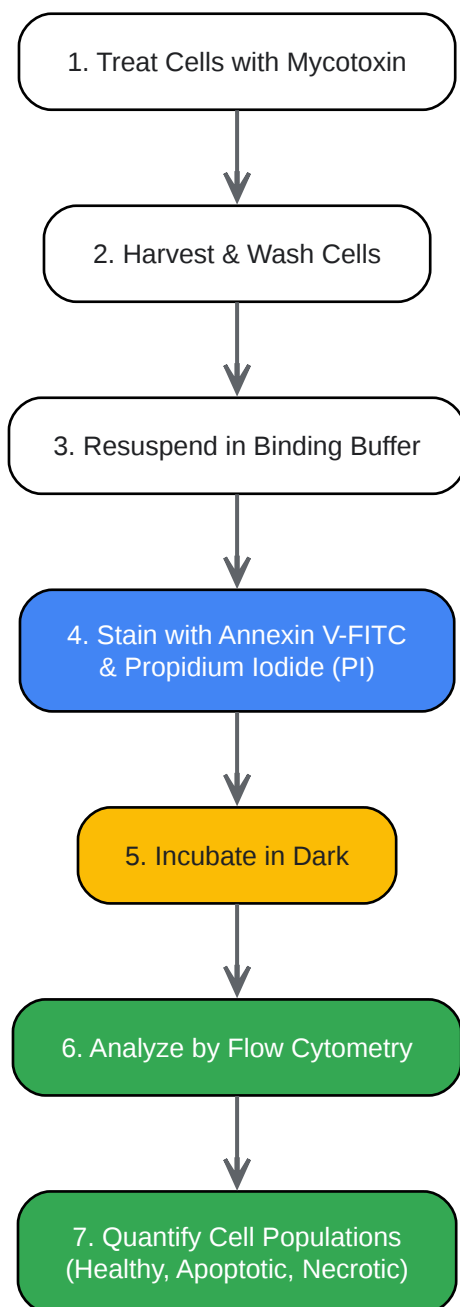 1. Treat Cells with Mycotoxin
2. Harvest & Wash Cells
3. Resuspend in Binding Buffer
4. Stain with Annexin V-FITC
& Propidium Iodide (PI)
5. Incubate in Dark
6. Analyze by Flow Cytometry
7. Quantify Cell Populations
(Healthy, Apoptotic, Necrotic)